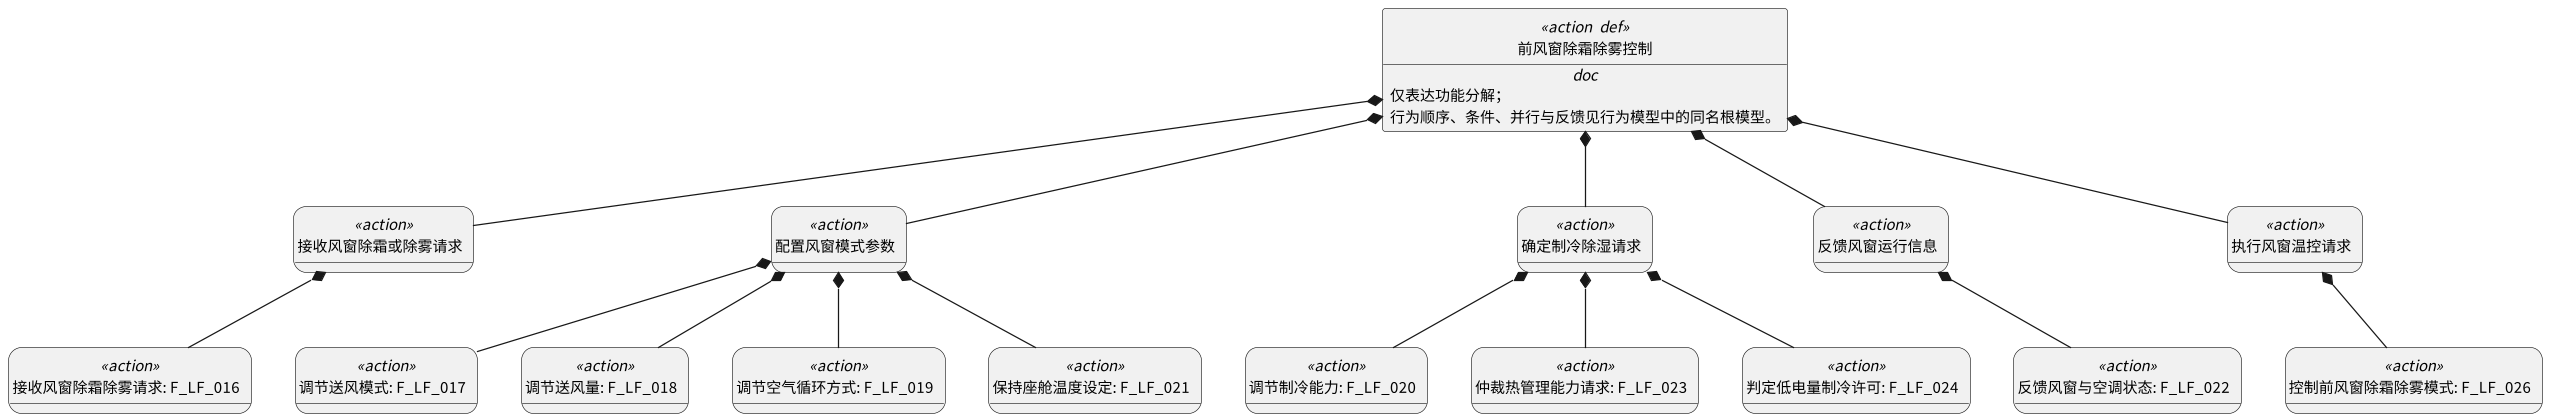 «action def»
前风窗除霜除雾控制
doc
仅表达功能分解；
行为顺序、条件、并行与反馈见行为模型中的同名根模型。
«action»
接收风窗除霜或除雾请求
«action»
配置风窗模式参数
«action»
确定制冷除湿请求
«action»
反馈风窗运行信息
«action»
执行风窗温控请求
«action»
接收风窗除霜除雾请求: F_LF_016
«action»
调节送风模式: F_LF_017
«action»
调节送风量: F_LF_018
«action»
调节空气循环方式: F_LF_019
«action»
保持座舱温度设定: F_LF_021
«action»
调节制冷能力: F_LF_020
«action»
仲裁热管理能力请求: F_LF_023
«action»
判定低电量制冷许可: F_LF_024
«action»
反馈风窗与空调状态: F_LF_022
«action»
控制前风窗除霜除雾模式: F_LF_026